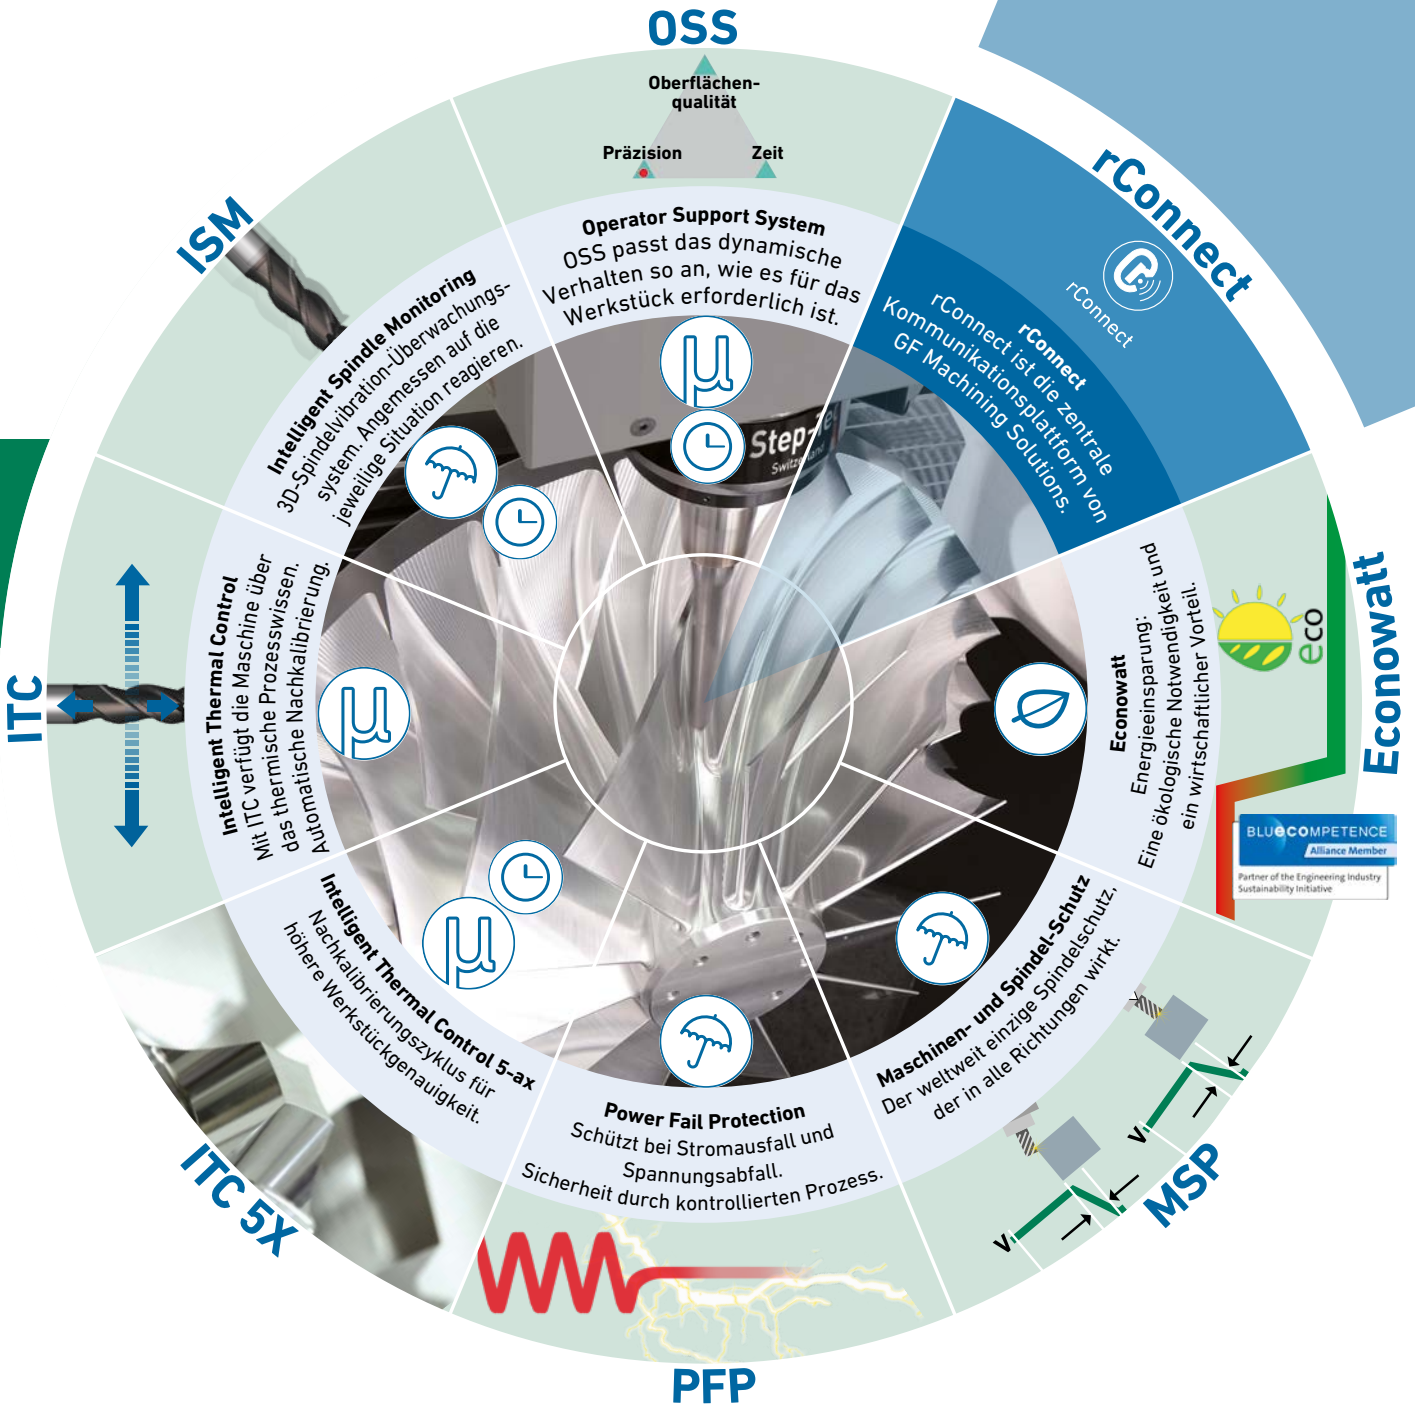 OSS
Oberflächen-
qualität
Präzision
Zeit
Operator Support System
OSS passt das dynamische
Verhalten so an, wie es für das
Werkstück erforderlich ist.
rConnect
rConnect
rConnect
rConnect ist die zentrale
Kommunikationsplattform von
GF Machining Solutions.
Econowatt
eco
Econowatt
Energieeinsparung:
Eine ökologische Notwendigkeit und
ein wirtschaftlicher Vorteil.
BLUeCOMPETENCE
Alliance Member
Partner of the Engineering Industry
Sustainability Initiative
MSP
Maschinen- und Spindel-Schutz
Der weltweit einzige Spindelschutz,
der in alle Richtungen wirkt.
V
V
PFP
Power Fail Protection
Schützt bei Stromausfall und
Spannungsabfall.
Sicherheit durch kontrollierten Prozess.
ITC 5X
Intelligent Thermal Control 5-ax
Nachkalibrierungszyklus für
höhere Werkstückgenauigkeit.
ITC
Intelligent Thermal Control
Mit ITC verfügt die Maschine über
das thermische Prozesswissen.
Automatische Nachkalibrierung.
ISM
Intelligent Spindle Monitoring
3D-Spindelvibration-Überwachungs-
system. Angemessen auf die
jeweilige Situation reagieren.
µ
µ
µ
Step-Tec